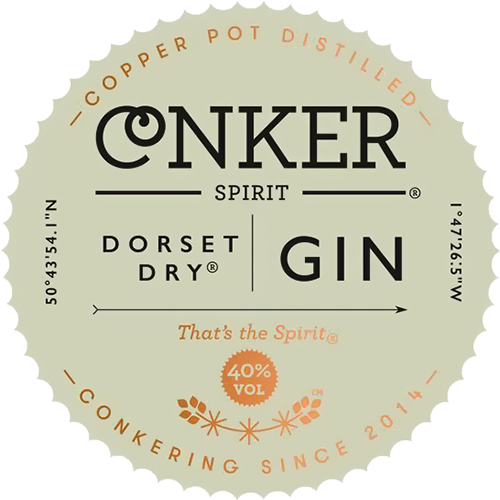 COPPER POT DISTILLED
CONKER
SPIRIT ®
50°43'54.1"N
DORSET
DRY®
GIN
1°47'26.5"W
That's the Spirit®
40%
VOL
CM
CONKERING SINCE 2014